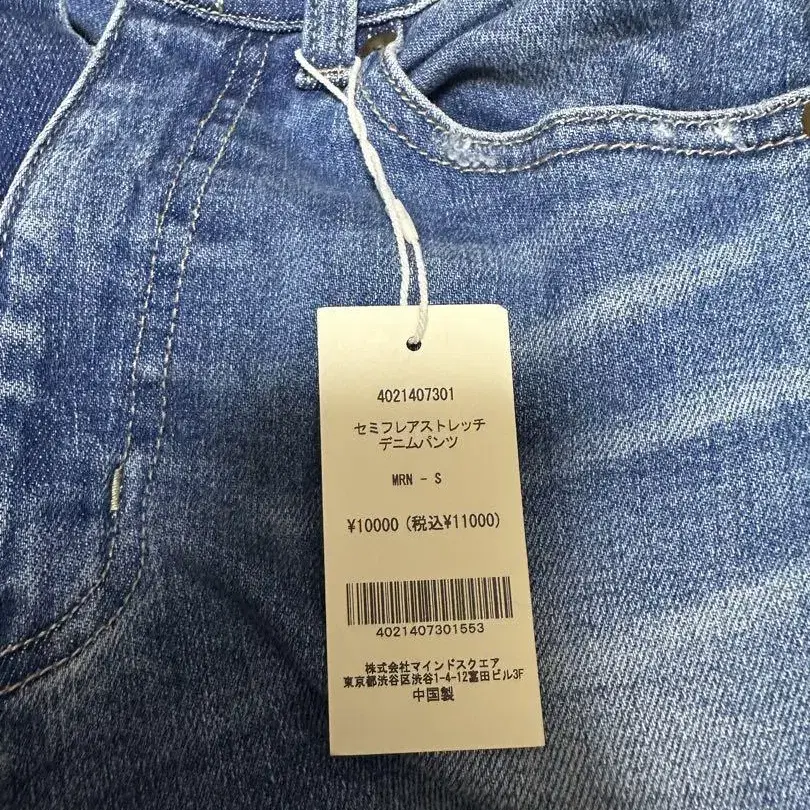 4021407301
セミフレアストレッチ
デニムパンツ
MRN - S
¥10000 (税込¥11000)
4021407301553
株式会社マインドスクエア
東京都渋谷区渋谷1-4-12富田ビル3F
中国製